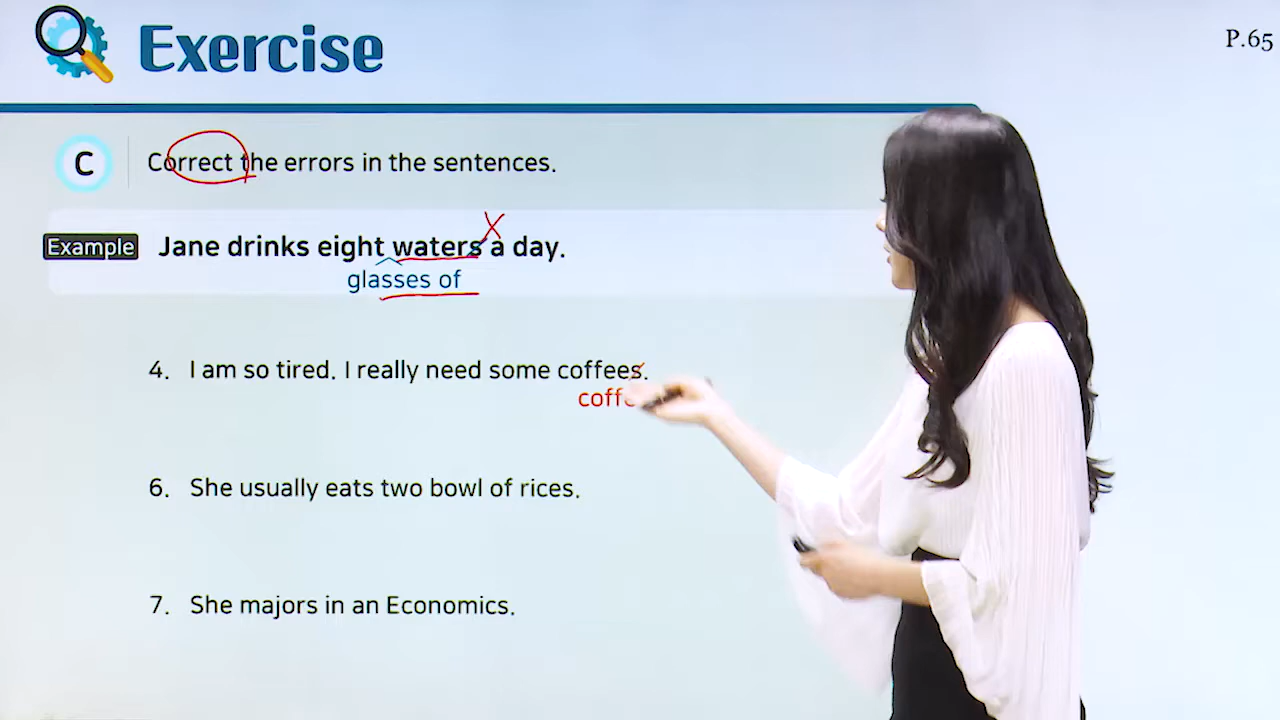 Exercise
P.65
C
Correct the errors in the sentences.
Example
Jane drinks eight waters a day.
X
glasses of
4. I am so tired. I really need some coffees.
6. She usually eats two bowl of rices.
7. She majors in an Economics.